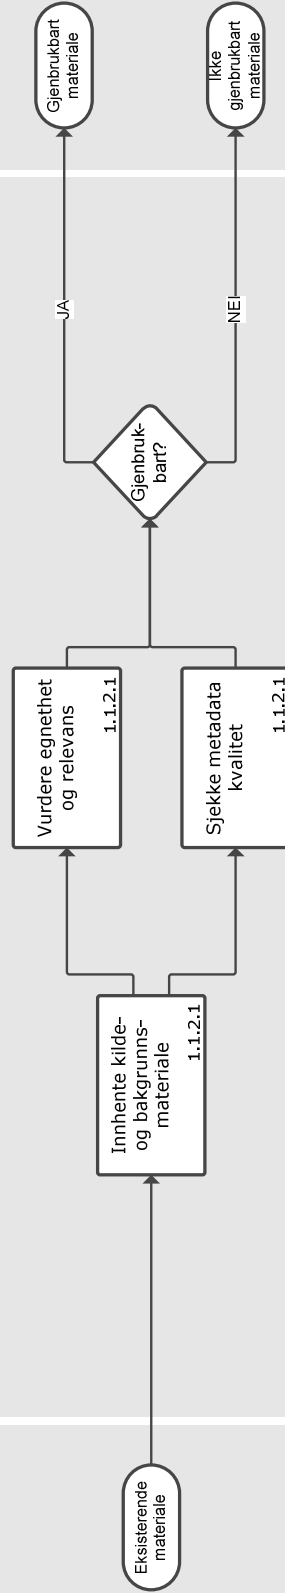 Eksisterende
materiale
Innhente kilde-
og bakgrunns-
materiale
1.1.2.1
Vurdere egnethet
og relevans
1.1.2.1
Sjekke metadata
kvalitet
1.1.2.1
Gjenbruk-
bart?
JA
NEI
Gjenbrukbart
materiale
Ikke
gjenbrukbart
materiale